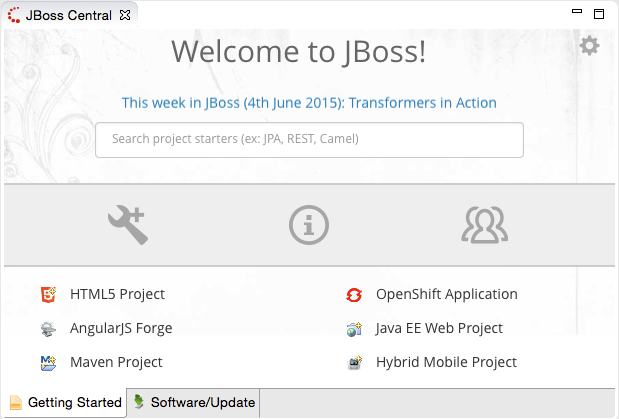 JBoss Central
Welcome to JBoss!
This week in JBoss (4th June 2015): Transformers in Action
Search project starters (ex: JPA, REST, Camel)
HTML5 Project
OpenShift Application
AngularJS Forge
Java EE Web Project
Maven Project
Hybrid Mobile Project
Getting Started
Software/Update